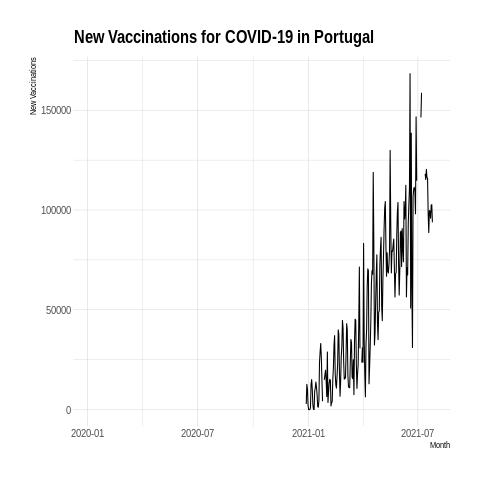 New Vaccinations for COVID-19 in Portugal
New Vaccinations
150000
100000
50000
0
2020-01 2020-07 2021-01 2021-07
Month